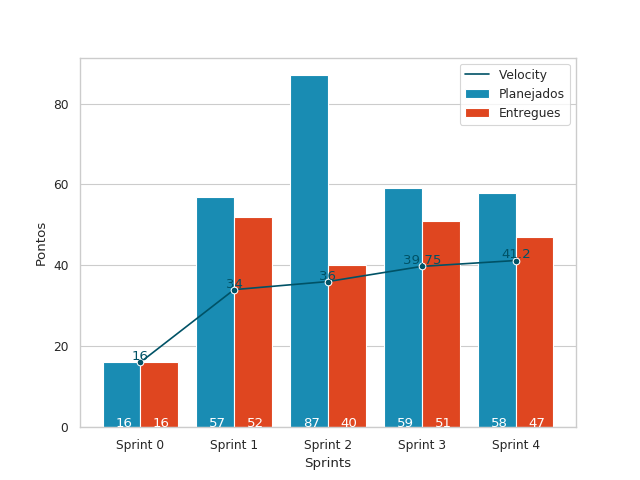 Velocity
Planejados
Entregues
Pontos
80
60
40
20
0
16
34
36
39.75
41.2
16 16 57 52 87 40 59 51 58 47
Sprint 0 Sprint 1 Sprint 2 Sprint 3 Sprint 4
Sprints